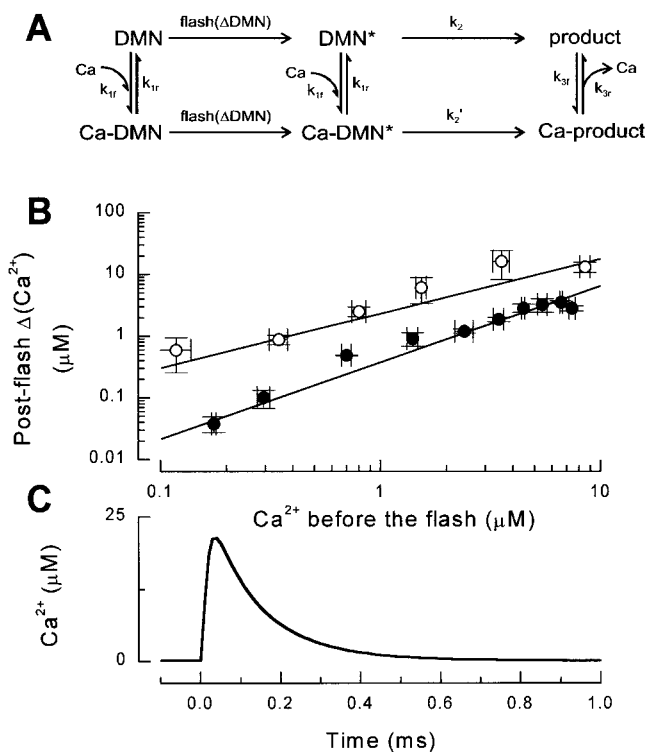 A
DMN flash(ΔDMN) DMN* k₂ product
Ca k₁f k₁r Ca k₁f k₁r k₃f k₃r Ca
Ca-DMN flash(ΔDMN) Ca-DMN* k₂' Ca-product
B
Post-flash Δ(Ca²⁺)
(μM)
100
10
1
0.1
0.01
0.1 1 10
Ca²⁺ before the flash (μM)
C
Ca²⁺ (μM)
25
0
0.0 0.2 0.4 0.6 0.8 1.0
Time (ms)